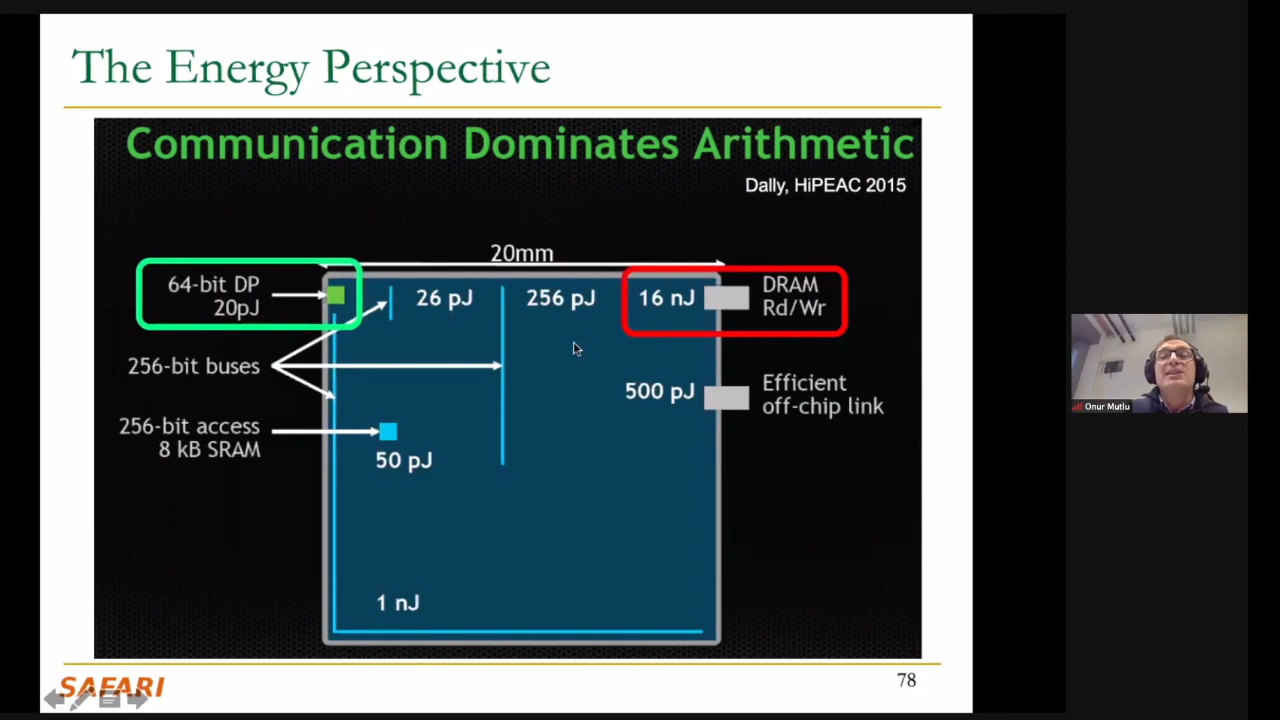 The Energy Perspective
Communication Dominates Arithmetic
Dally, HiPEAC 2015
20mm
64-bit DP
20pJ
26 pJ
256 pJ
16 nJ
DRAM
Rd/Wr
256-bit buses
500 pJ
Efficient
off-chip link
256-bit access
8 kB SRAM
50 pJ
1 nJ
SAFARI
78
Onur Mutlu